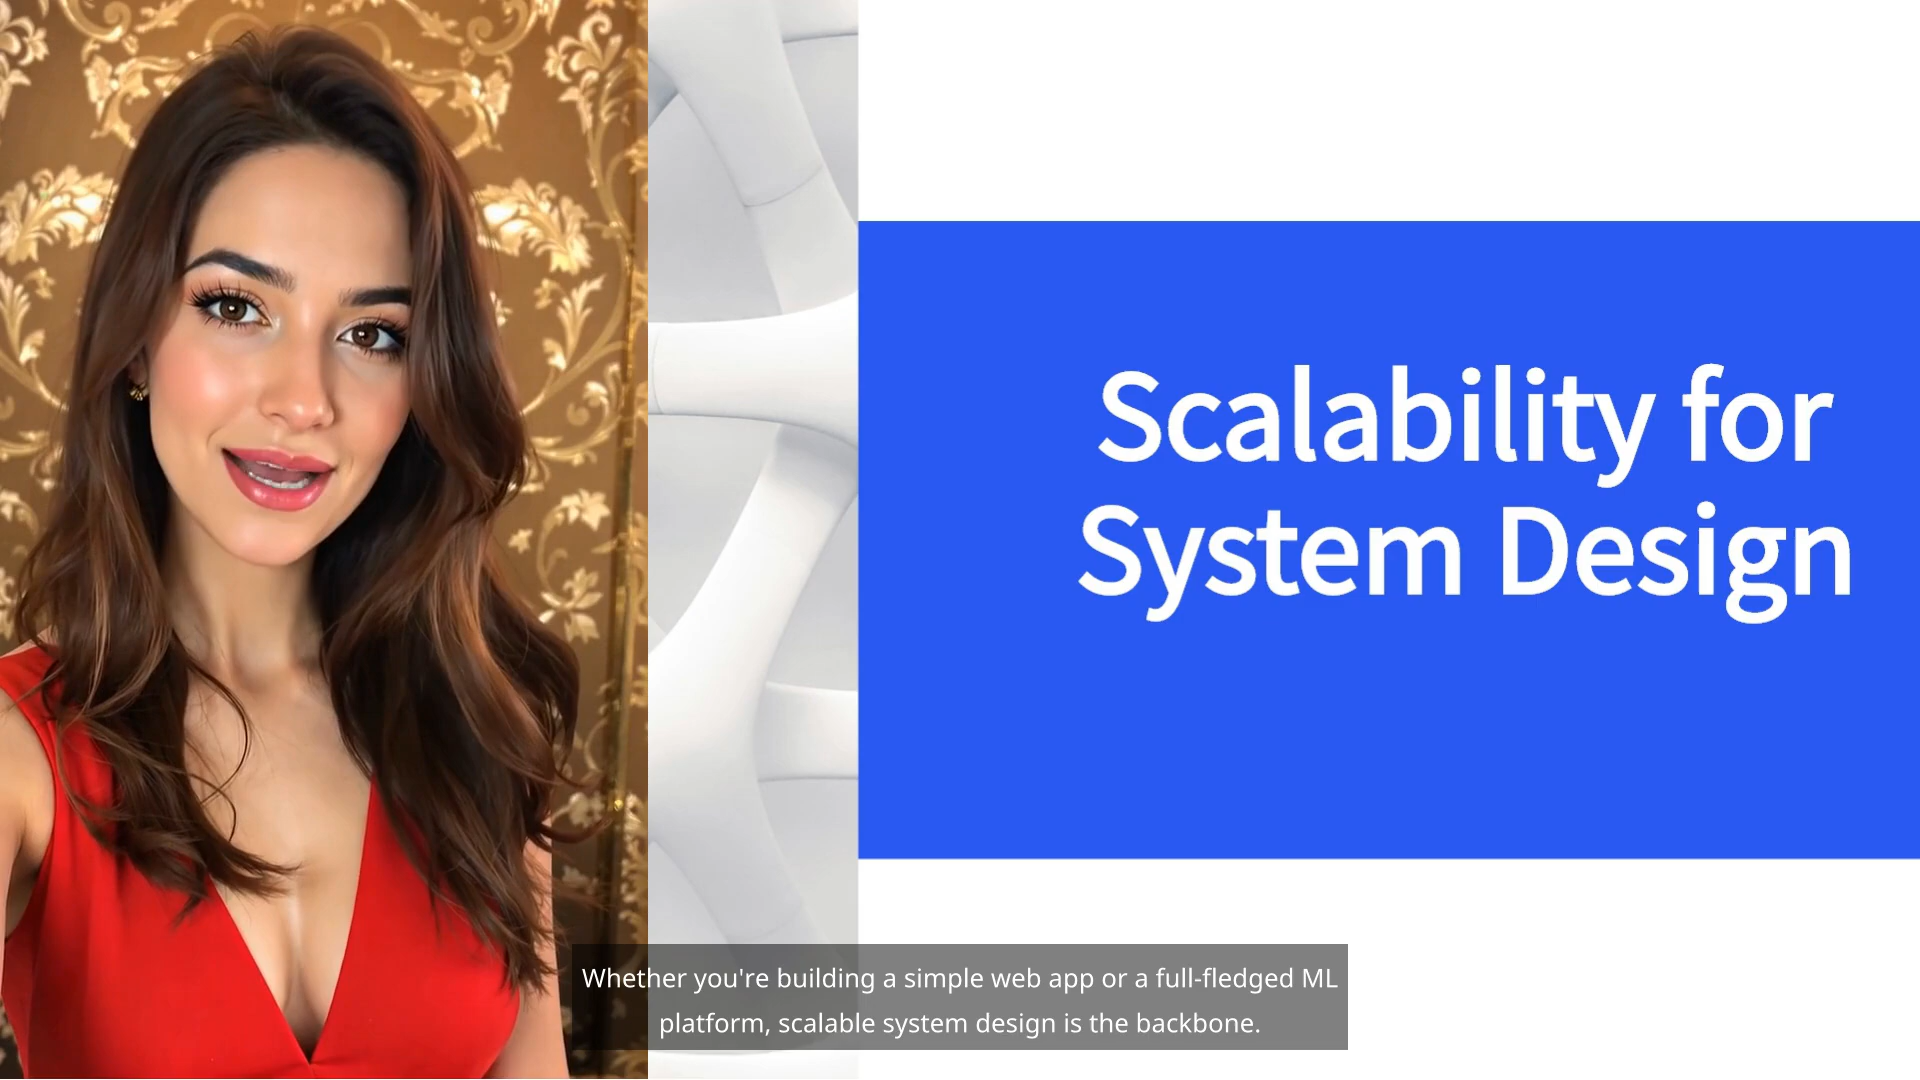 Scalability for
System Design
Whether you're building a simple web app or a full-fledged ML
platform, scalable system design is the backbone.